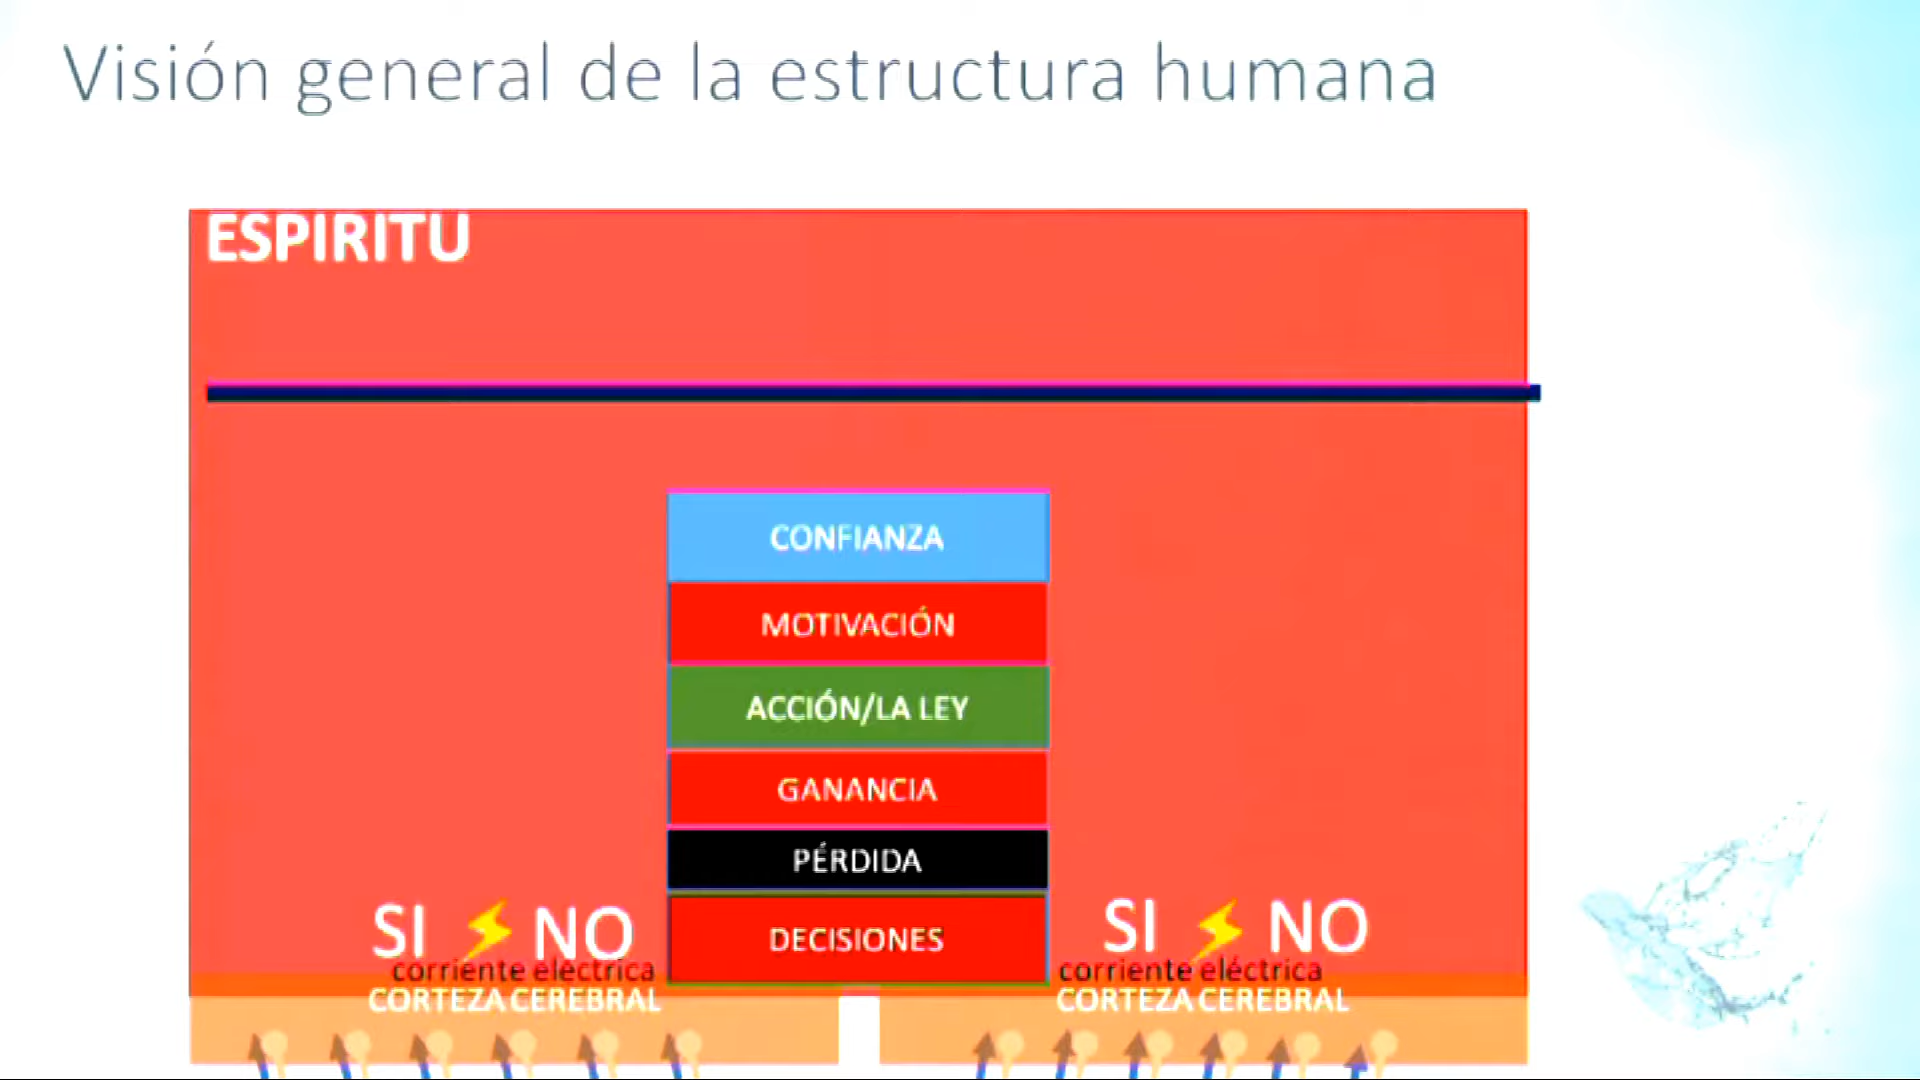 Visión general de la estructura humana
ESPIRITU
CONFIANZA
MOTIVACIÓN
ACCIÓN/LA LEY
GANANCIA
PÉRDIDA
DECISIONES
SI NO
corriente eléctrica
CORTEZA CEREBRAL
SI NO
corriente eléctrica
CORTEZA CEREBRAL